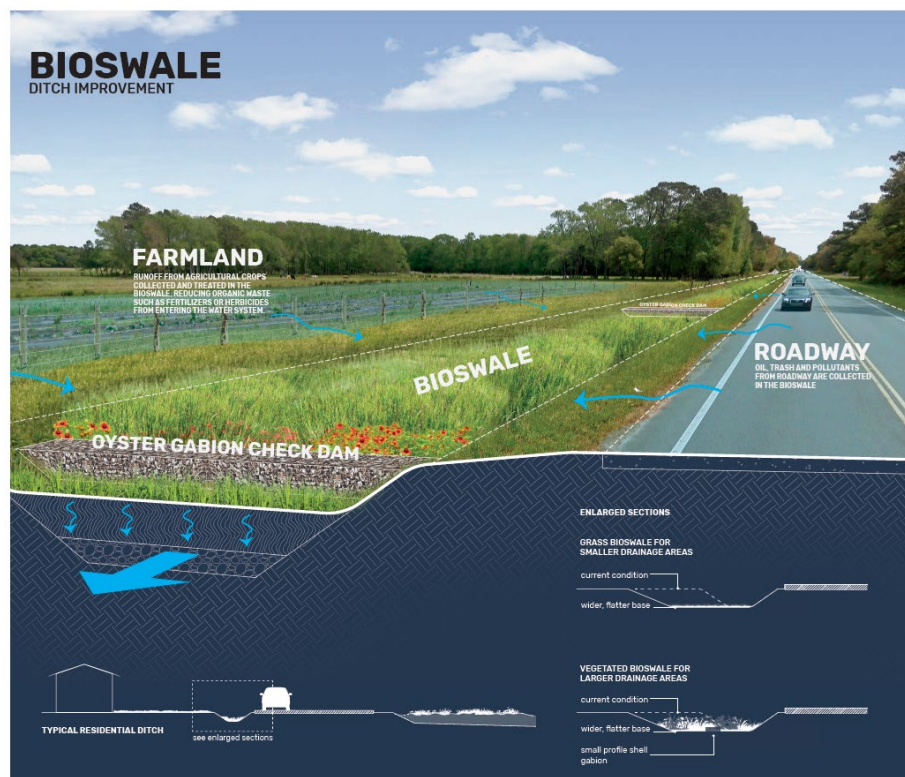 BIOSWALE
DITCH IMPROVEMENT
FARMLAND
RUNOFF FROM AGRICULTURAL CROPS
COLLECTED AND TREATED IN THE
BIOSWALE, REDUCING ORGANIC WASTE
SUCH AS FERTILIZERS OR HERBICIDES
FROM ENTERING THE WATER SYSTEM.
OYSTER GABION CHECK DAM
BIOSWALE
ROADWAY
OIL, TRASH AND POLLUTANTS
FROM ROADWAY ARE COLLECTED
IN THE BIOSWALE
OYSTER GABION CHECK DAM
ENLARGED SECTIONS
GRASS BIOSWALE FOR
SMALLER DRAINAGE AREAS
current condition
wider, flatter base
TYPICAL RESIDENTIAL DITCH
see enlarged sections
VEGETATED BIOSWALE FOR
LARGER DRAINAGE AREAS
current condition
wider, flatter base
small profile shell
gabion